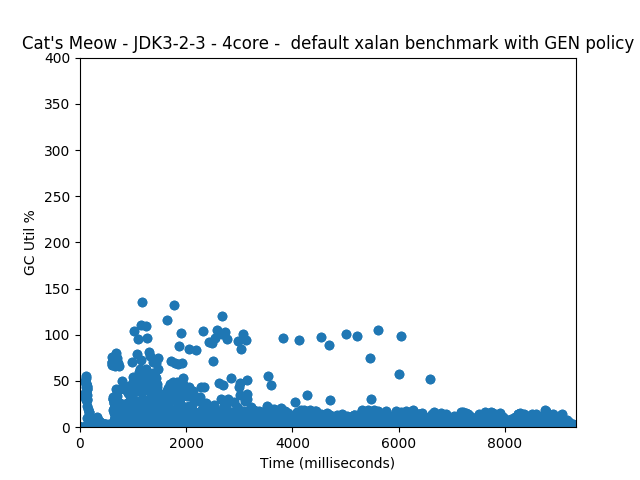 Cat's Meow - JDK3-2-3 - 4core -  default xalan benchmark with GEN policy
400
350
300
250
200
150
100
50
0
GC Util %
0 2000 4000 6000 8000
Time (milliseconds)